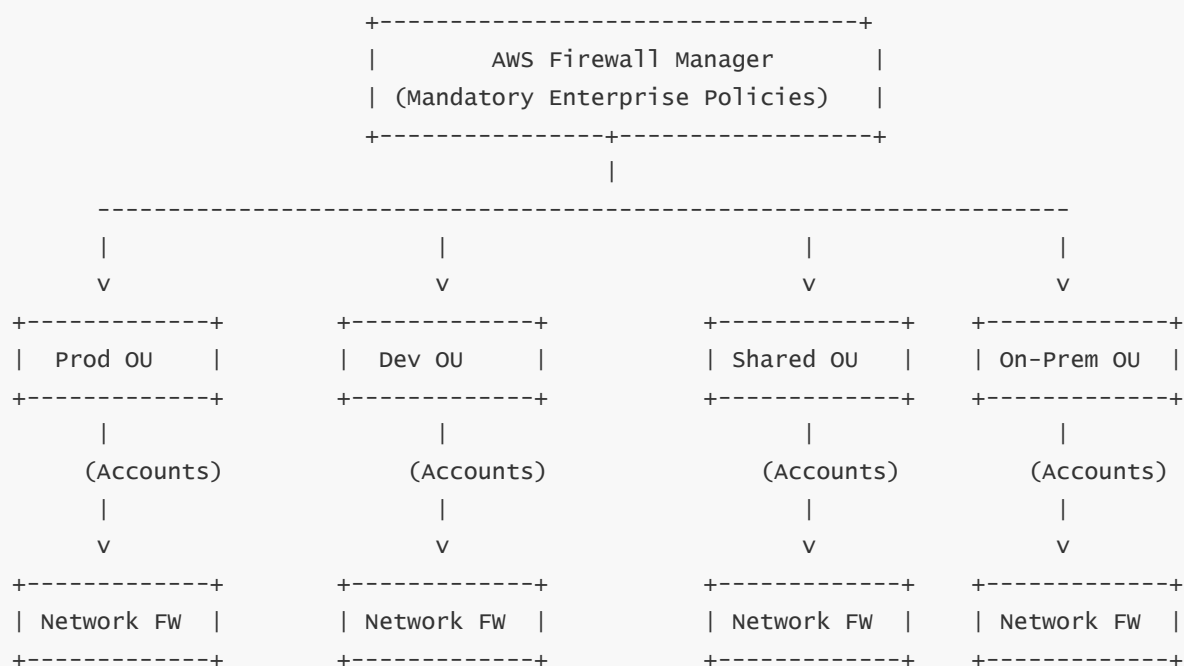 +----------------------------------+
|        AWS Firewall Manager       |
| (Mandatory Enterprise Policies)   |
+----------------+------------------+
|
---------------------------------------------------------------------
|                       |                         |                 |
v                       v                         v                 v
+-------------+        +-------------+           +-------------+    +-------------+
|  Prod OU    |        |  Dev OU     |           | Shared OU   |    | On-Prem OU  |
+-------------+        +-------------+           +-------------+    +-------------+
|                       |                         |                 |
(Accounts)             (Accounts)                (Accounts)         (Accounts)
|                       |                         |                 |
v                       v                         v                 v
+-------------+        +-------------+           +-------------+    +-------------+
| Network FW  |        | Network FW  |           | Network FW  |    | Network FW  |
+-------------+        +-------------+           +-------------+    +-------------+